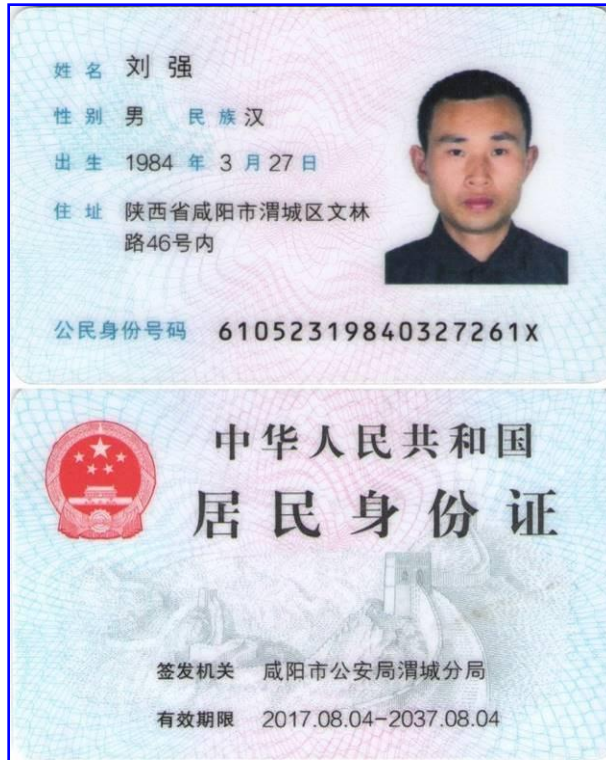 姓名 刘强
性别 男 民族 汉
出生 1984 年 3 月 27 日
住址 陕西省咸阳市渭城区文林
路46号内
公民身份号码 61052319840327261X
中华人民共和国
居民身份证
签发机关 咸阳市公安局渭城分局
有效期限 2017.08.04-2037.08.04